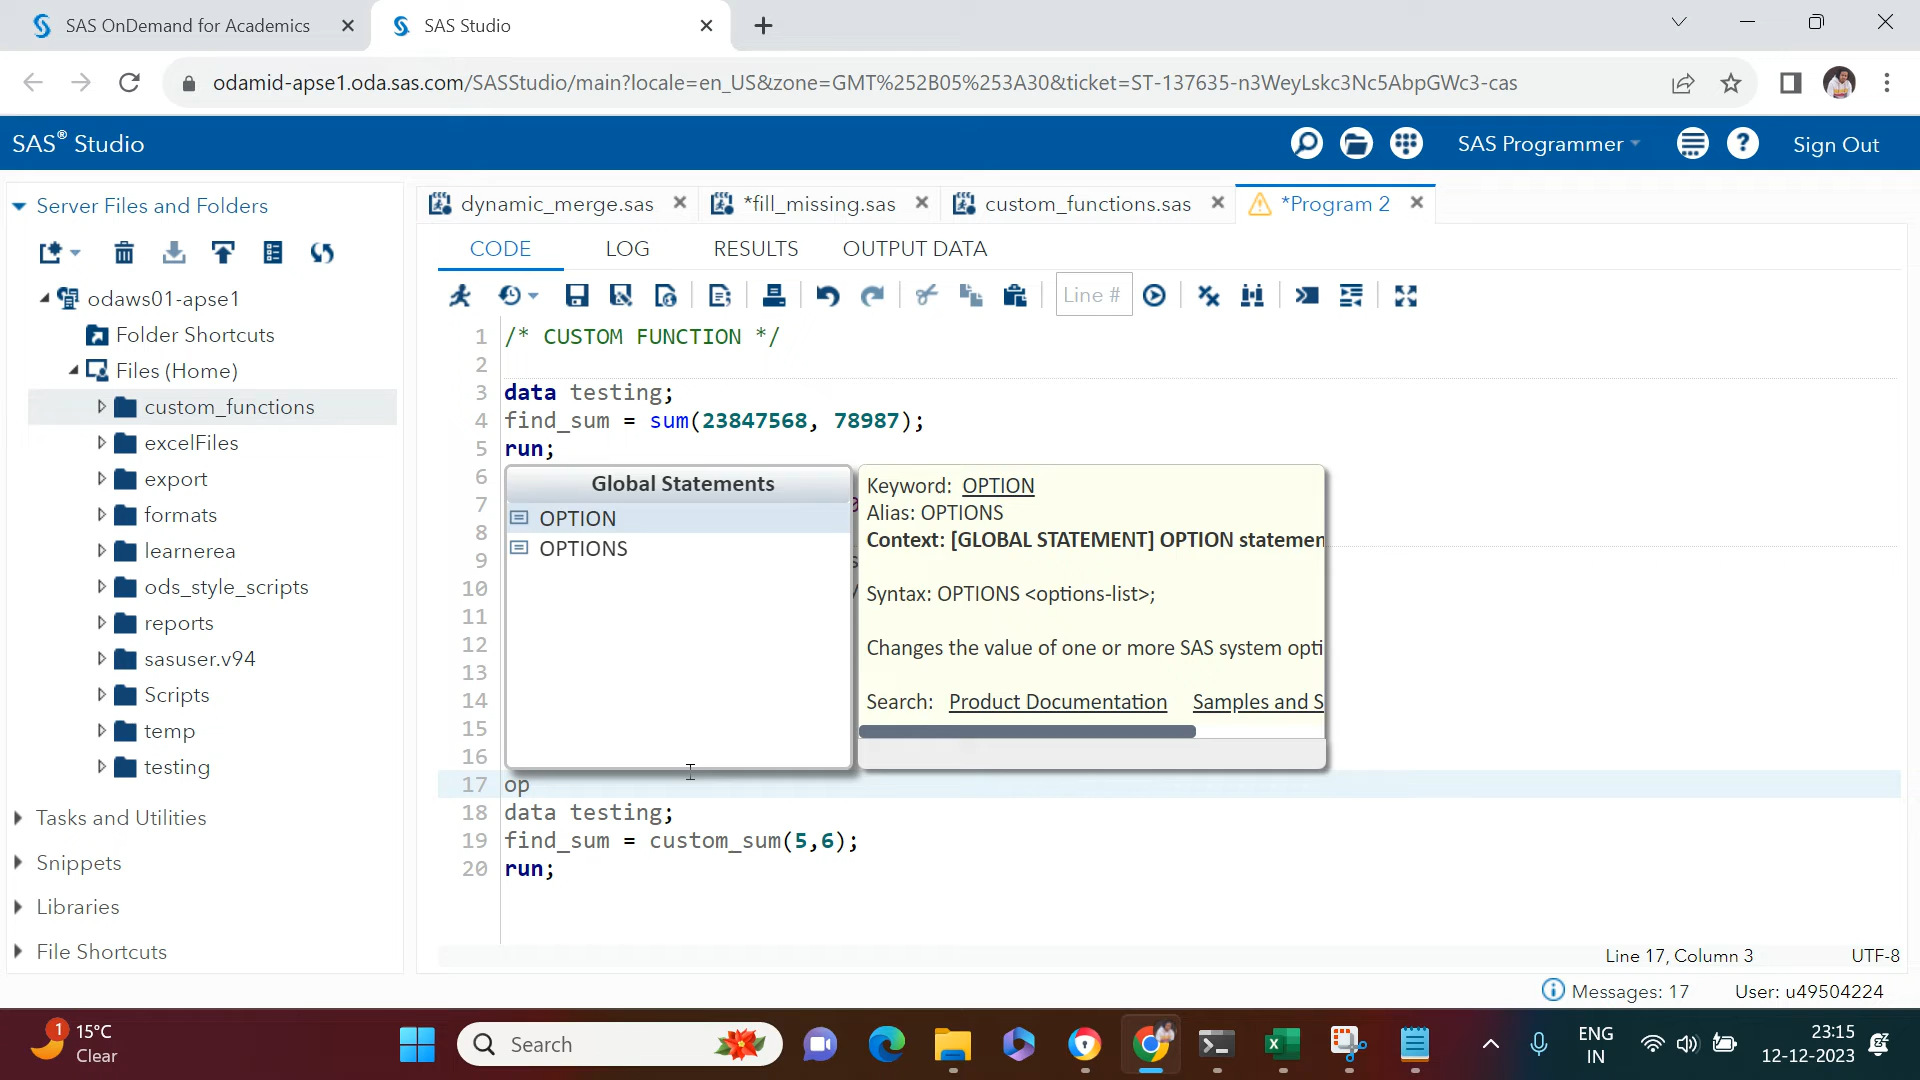 SAS OnDemand for Academics
SAS Studio
odamid-apse1.oda.sas.com/SASStudio/main?locale=en_US&zone=GMT%252B05%253A30&ticket=ST-137635-n3WeyLskc3Nc5AbpGWc3-cas
SAS® Studio
SAS Programmer
Sign Out
Server Files and Folders
odaws01-apse1
Folder Shortcuts
Files (Home)
custom_functions
excelFiles
export
formats
learnerea
ods_style_scripts
reports
sasuser.v94
Scripts
temp
testing
Tasks and Utilities
Snippets
Libraries
File Shortcuts
dynamic_merge.sas
*fill_missing.sas
custom_functions.sas
*Program 2
CODE
LOG
RESULTS
OUTPUT DATA
Line #
1 /* CUSTOM FUNCTION */
2
3 data testing;
4 find_sum = sum(23847568, 78987);
5 run;
6
7
8
9
10
11
12
13
14
15
16
17 op
18 data testing;
19 find_sum = custom_sum(5,6);
20 run;
Global Statements
OPTION
OPTIONS
Keyword: OPTION
Alias: OPTIONS
Context: [GLOBAL STATEMENT] OPTION statemen
Syntax: OPTIONS <options-list>;
Changes the value of one or more SAS system opti
Search: Product Documentation Samples and S
Line 17, Column 3
UTF-8
Messages: 17
User: u49504224
1
15°C
Clear
Search
ENG
IN
23:15
12-12-2023